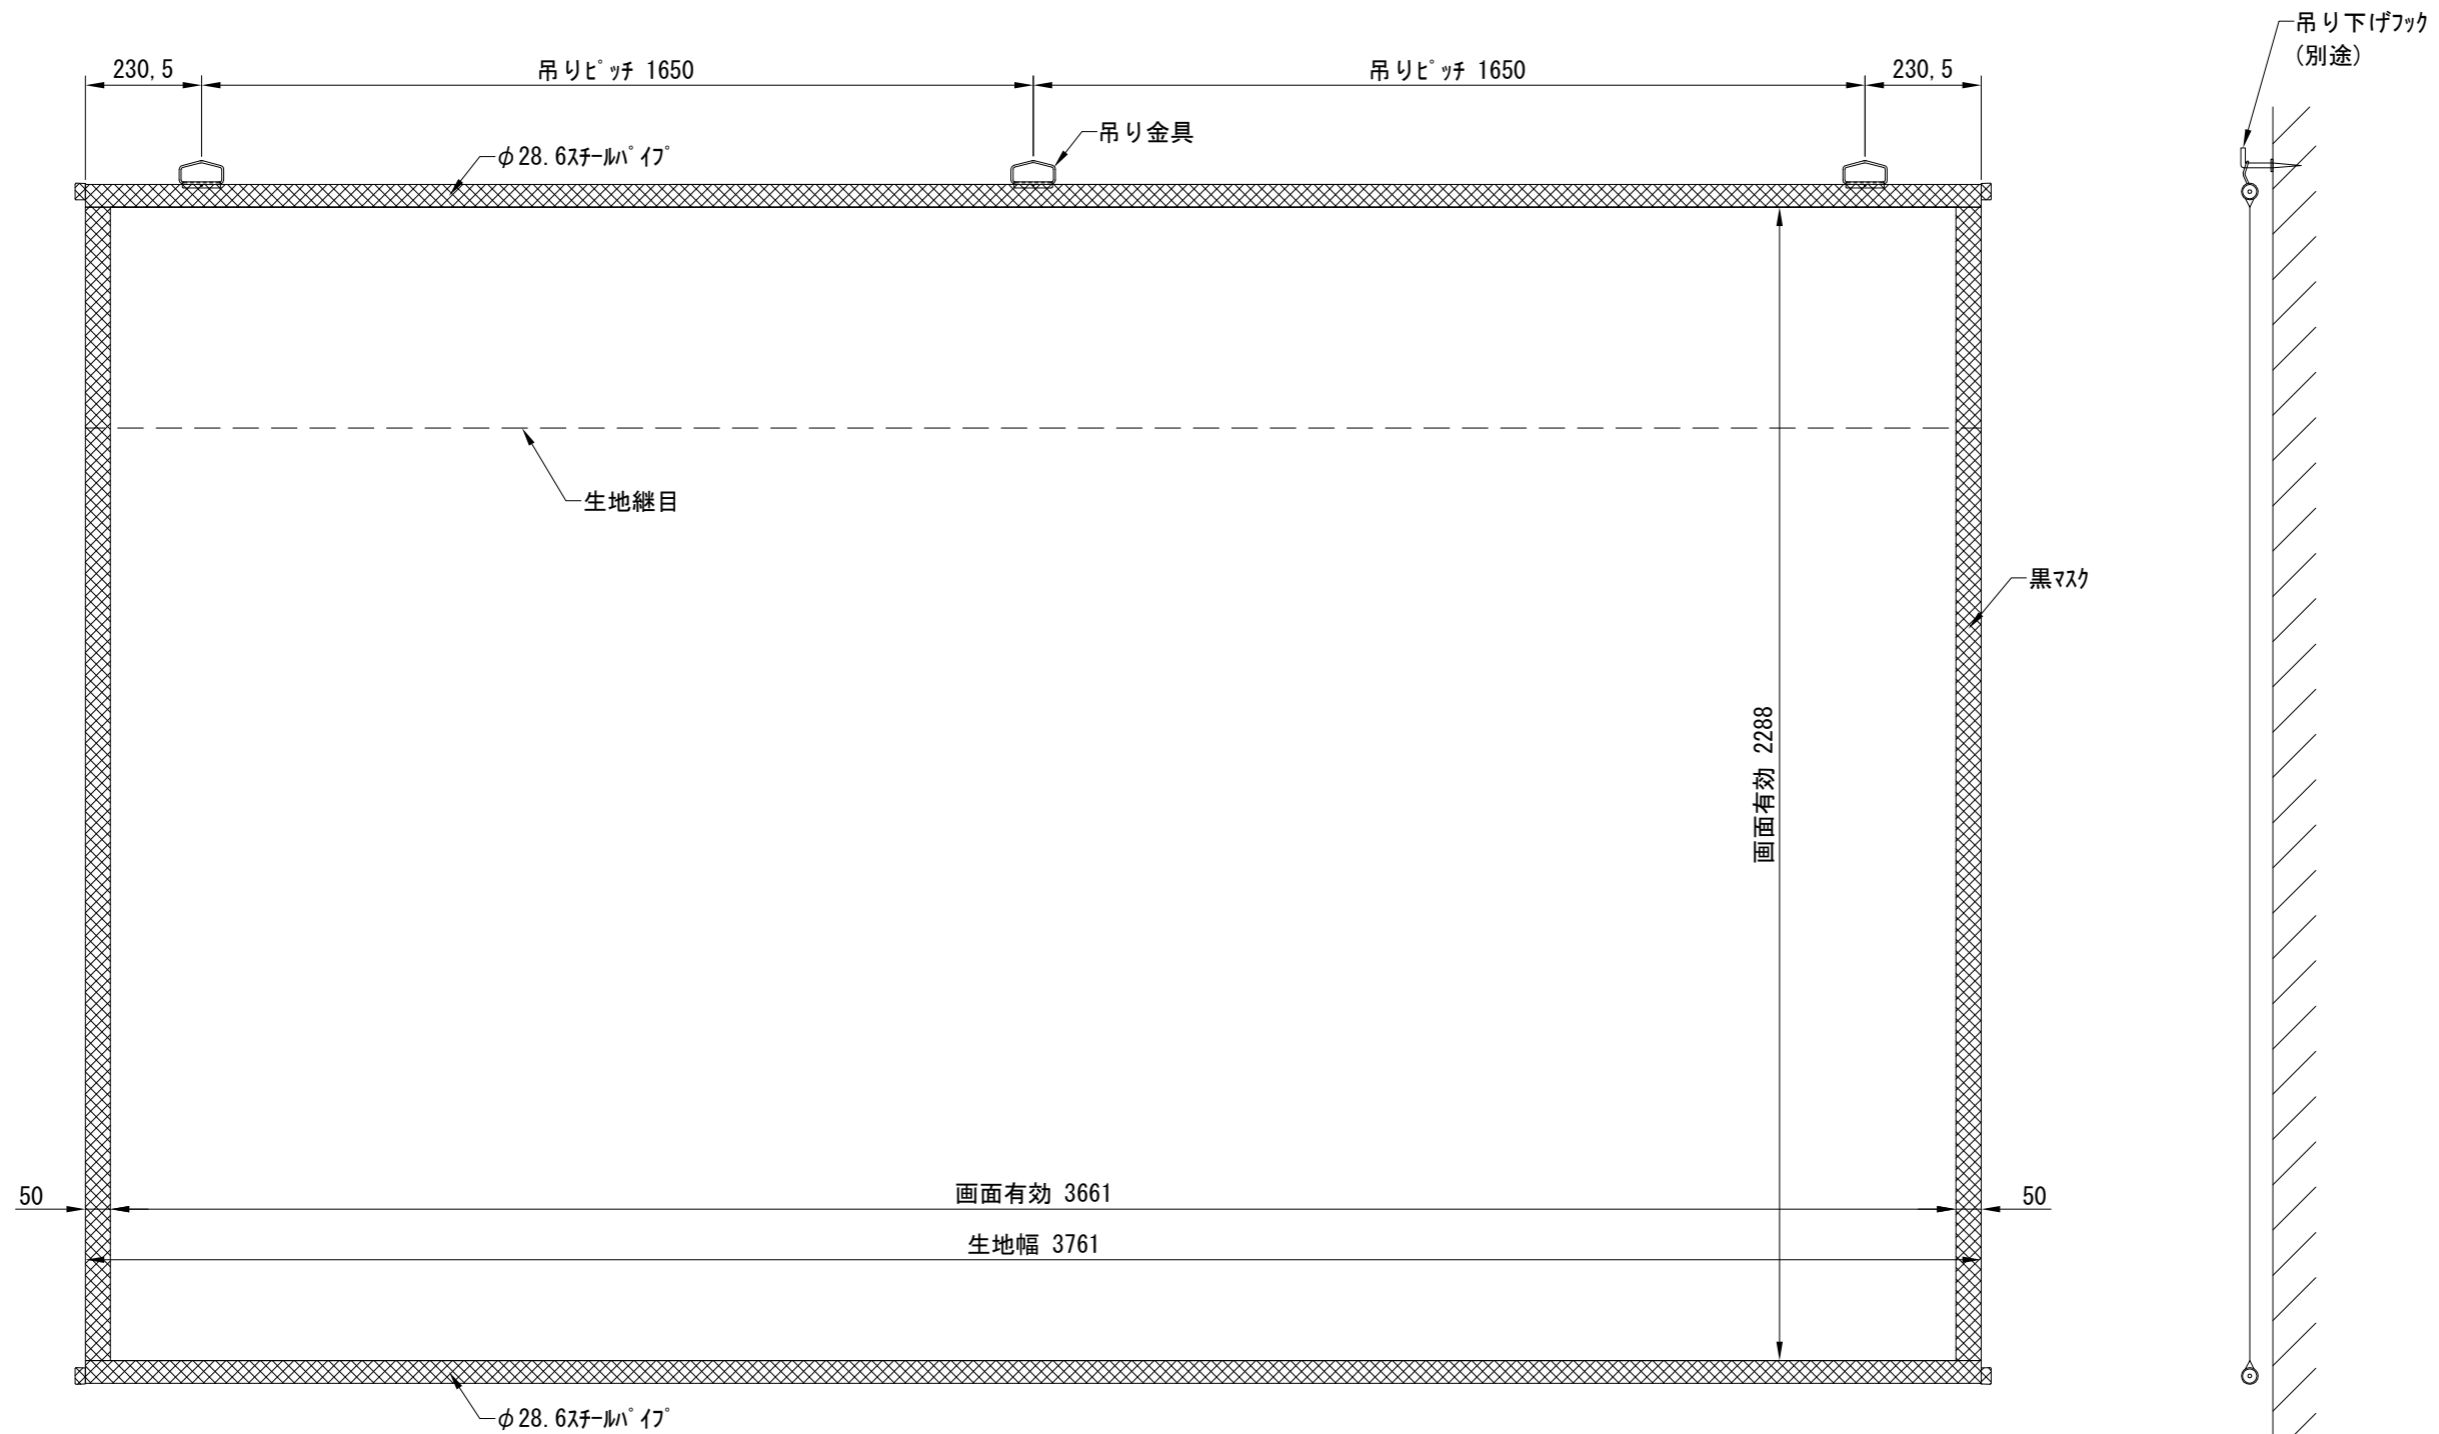 吊り下げﾌｯｸ
(別途)
230,5
吊りﾋﾟｯﾁ 1650
吊りﾋﾟｯﾁ 1650
230,5
吊り金具
φ28.6ｽﾁｰﾙﾊﾟｲﾌﾟ
生地継目
黒ﾏｽｸ
画面有効 2288
50
画面有効 3661
50
生地幅 3761
φ28.6ｽﾁｰﾙﾊﾟｲﾌﾟ